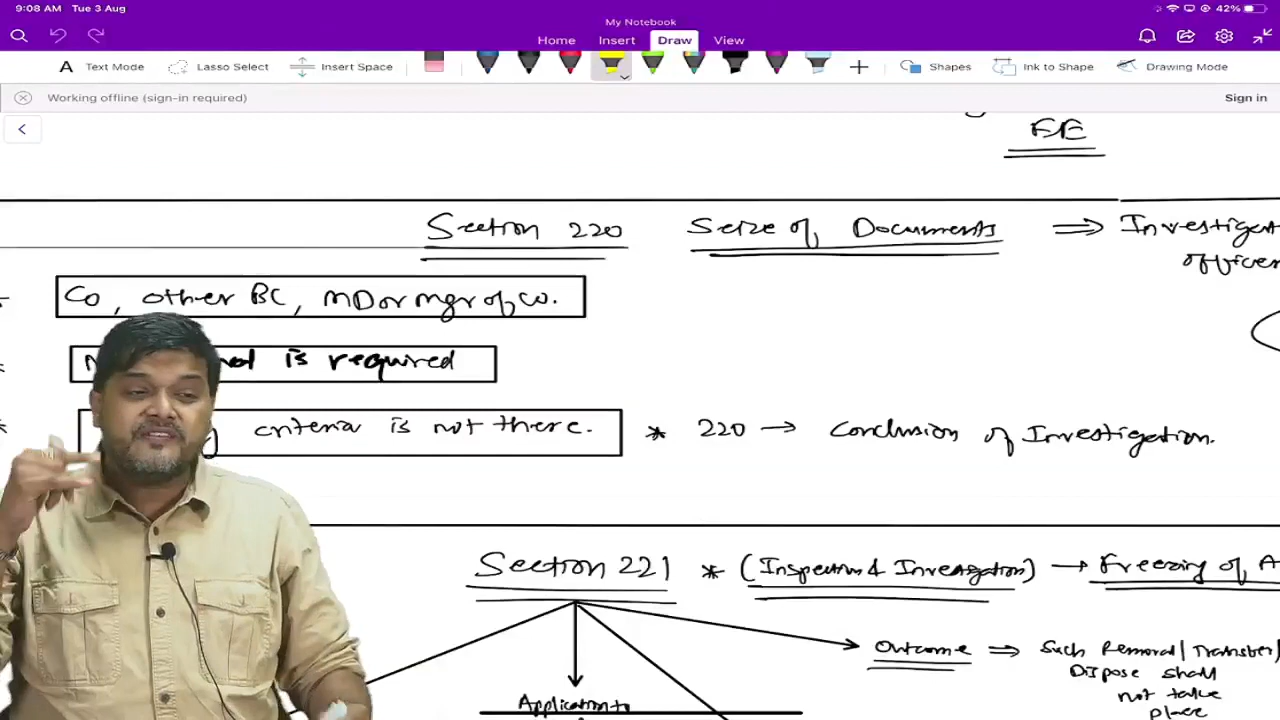 9:08 AM Tue 3 Aug
42%
My Notebook
Home Insert Draw View
Text Mode Lasso Select Insert Space Shapes Ink to Shape Drawing Mode
Working offline (sign-in required) Sign in
Section 220 Seize of Documents ⇒ Investigat
officer
Co, other BC, MD or Mgr of Co.
is required
criteria is not there. * 220 → Conclusion of Investigation.
Section 221 * (Inspection & Investigation) → Freezing of A
Outcome ⇒ Such Removal/Transfer/
Dispose shall
not take
place
Application to